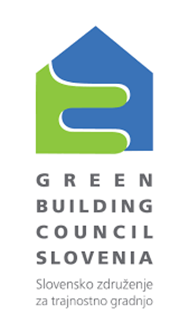 GREEN
BUILDING
COUNCIL
SLOVENIA
Slovensko združenje
za trajnostno gradnjo